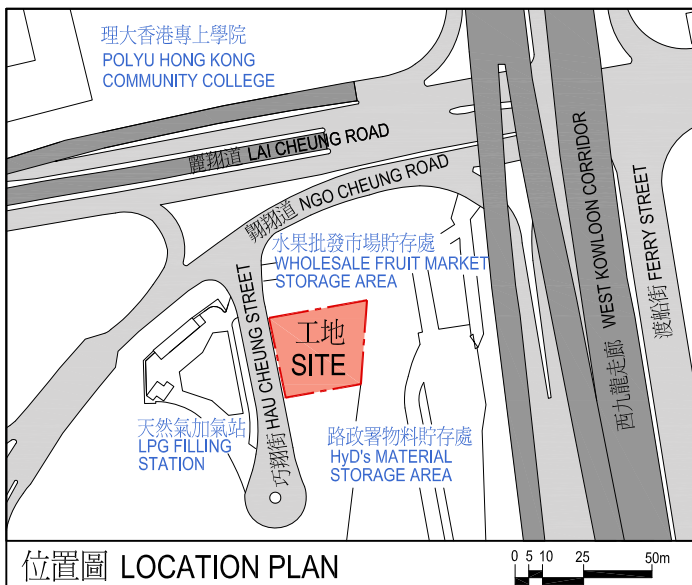 理大香港專上學院
POLYU HONG KONG
COMMUNITY COLLEGE
麗翔道 LAI CHEUNG ROAD
翱翔道 NGO CHEUNG ROAD
水果批發市場貯存處
WHOLESALE FRUIT MARKET
STORAGE AREA
巧翔街 HAU CHEUNG STREET
工地
SITE
西九龍走廊 WEST KOWLOON CORRIDOR
渡船街 FERRY STREET
天然氣加氣站
LPG FILLING
STATION
路政署物料貯存處
HyD's MATERIAL
STORAGE AREA
位置圖 LOCATION PLAN
0 5 10 25 50m